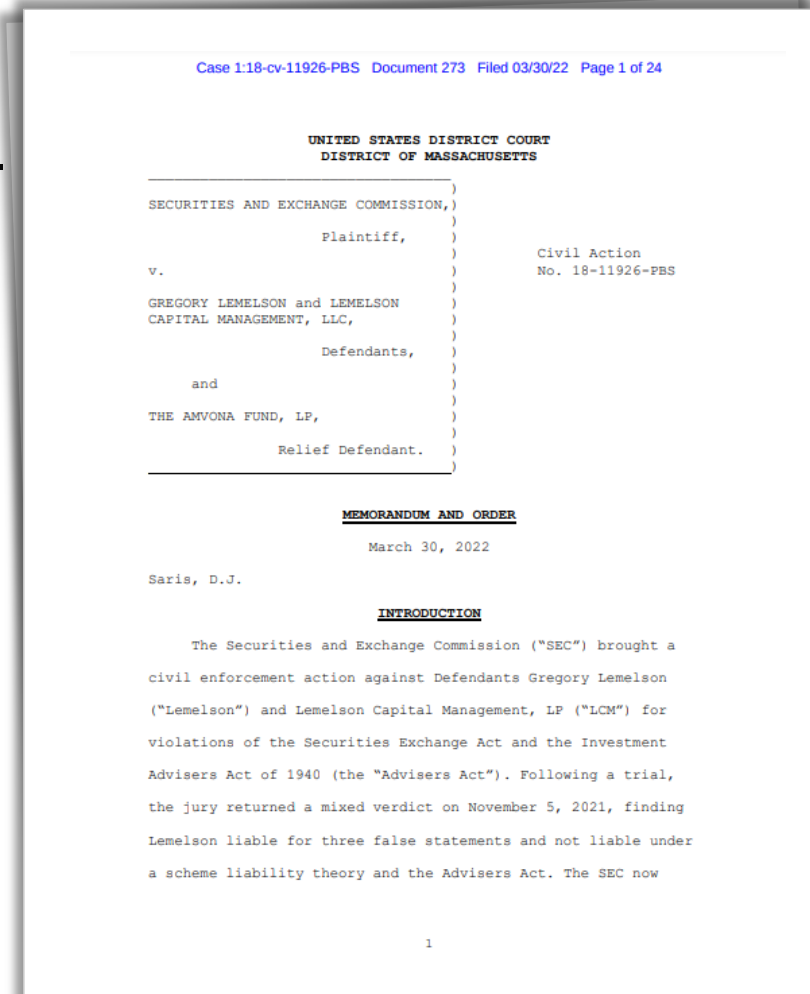 Case 1:18-cv-11926-PBS Document 273 Filed 03/30/22 Page 1 of 24
UNITED STATES DISTRICT COURT
DISTRICT OF MASSACHUSETTS
)
SECURITIES AND EXCHANGE COMMISSION,)
)
Plaintiff, )
) Civil Action
v. ) No. 18-11926-PBS
)
GREGORY LEMELSON and LEMELSON )
CAPITAL MANAGEMENT, LLC, )
)
Defendants, )
)
and )
)
THE AMVONA FUND, LP, )
)
Relief Defendant. )
)
MEMORANDUM AND ORDER
March 30, 2022
Saris, D.J.
INTRODUCTION
The Securities and Exchange Commission (“SEC”) brought a
civil enforcement action against Defendants Gregory Lemelson
(“Lemelson”) and Lemelson Capital Management, LP (“LCM”) for
violations of the Securities Exchange Act and the Investment
Advisers Act of 1940 (the “Advisers Act”). Following a trial,
the jury returned a mixed verdict on November 5, 2021, finding
Lemelson liable for three false statements and not liable under
a scheme liability theory and the Advisers Act. The SEC now
1